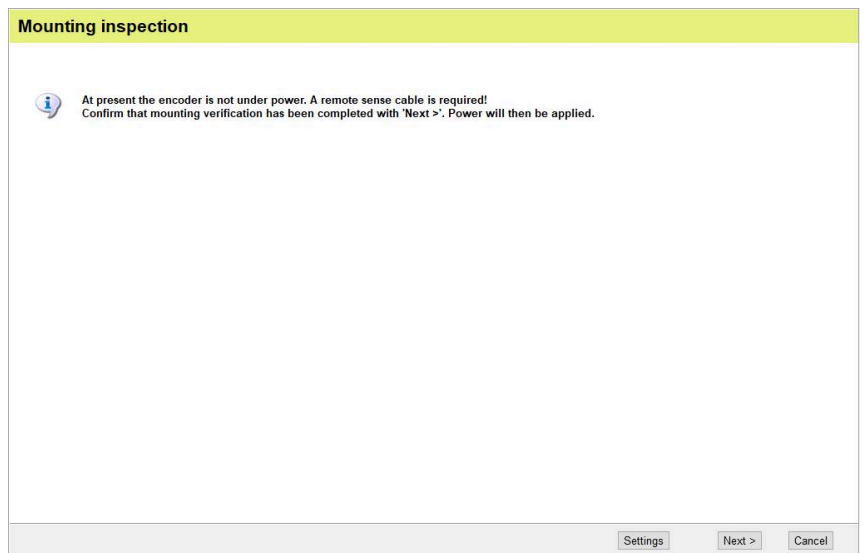 Mounting inspection
At present the encoder is not under power. A remote sense cable is required!
Confirm that mounting verification has been completed with 'Next >'. Power will then be applied.
Settings Next > Cancel